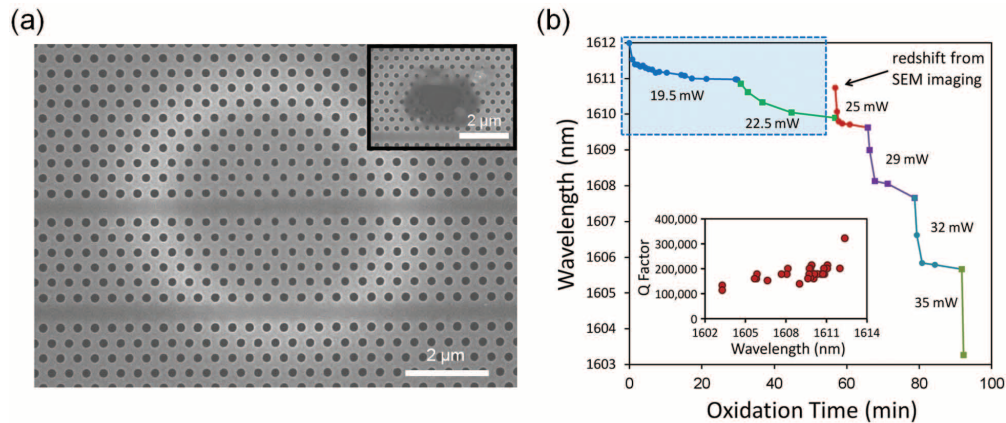 (a)
2 µm
2 µm
(b)
Wavelength (nm)
1612
1611
1610
1609
1608
1607
1606
1605
1604
1603
redshift from
SEM imaging
19.5 mW
22.5 mW
25 mW
29 mW
32 mW
35 mW
Q Factor
400,000
300,000
200,000
100,000
0
1602 1605 1608 1611 1614
Wavelength (nm)
0 20 40 60 80 100
Oxidation Time (min)